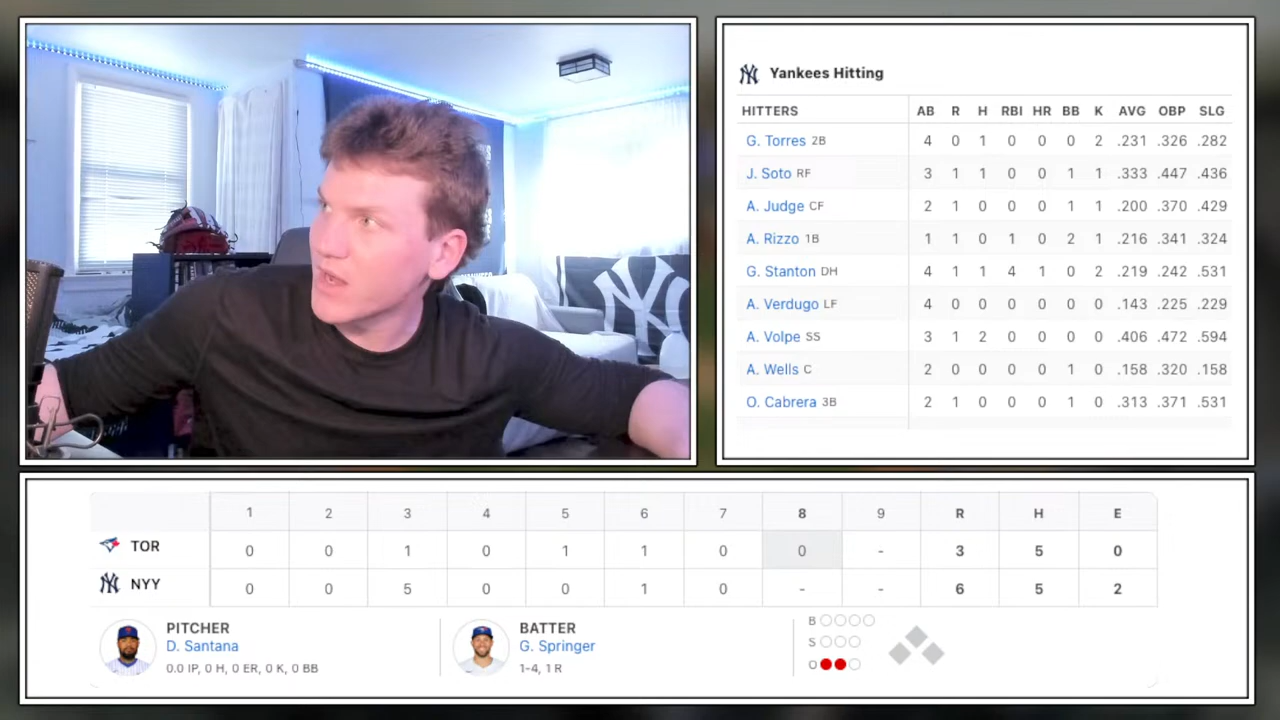 Yankees Hitting
HITTERS AB R H RBI HR BB K AVG OBP SLG
G. Torres 2B 4 0 1 0 0 0 2 .231 .326 .282
J. Soto RF 3 1 1 0 0 1 1 .333 .447 .436
A. Judge CF 2 1 0 0 0 1 1 .200 .370 .429
A. Rizzo 1B 1 1 0 1 0 2 1 .216 .341 .324
G. Stanton DH 4 1 1 4 1 0 2 .219 .242 .531
A. Verdugo LF 4 0 0 0 0 0 0 .143 .225 .229
A. Volpe SS 3 1 2 0 0 0 0 .406 .472 .594
A. Wells C 2 0 0 0 0 1 0 .158 .320 .158
O. Cabrera 3B 2 1 0 0 0 1 0 .313 .371 .531
1 2 3 4 5 6 7 8 9 R H E
TOR 0 0 1 0 1 1 0 0 - 3 5 0
NYY 0 0 5 0 0 1 0 - - 6 5 2
PITCHER
D. Santana
0.0 IP, 0 H, 0 ER, 0 K, 0 BB
BATTER
G. Springer
1-4, 1 R
B
S
O